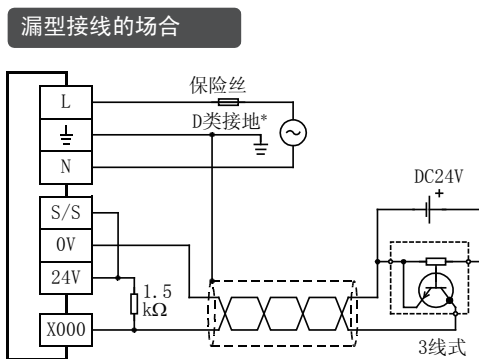 漏型接线的场合
L
保险丝
D类接地*
N
S/S
0V
24V
X000
1.5
kΩ
DC24V
+
3线式